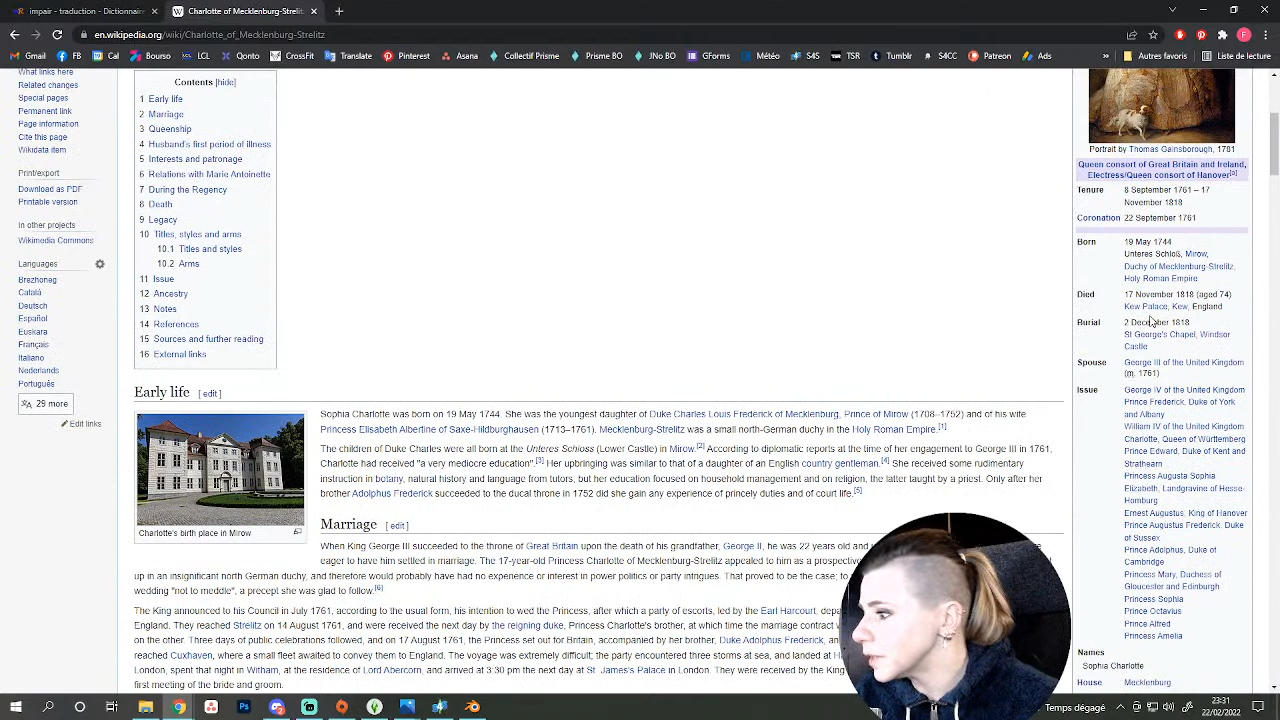 impair - traduction - Dictionnaire
Charlotte of Mecklenburg-Strelitz
en.wikipedia.org/wiki/Charlotte_of_Mecklenburg-Strelitz
Gmail FB Cal Bourso LCL Qonto Google Translate Pinterest Asana Collectif Prisme Prisme BO JNo BO GForms Météo S4S TSR Tumblr S4CC Patreon Ads » Autres favoris Liste de lecture
What links here
Related changes
Special pages
Permanent link
Page information
Cite this page
Wikidata item
Print/export
Download as PDF
Printable version
In other projects
Wikimedia Commons
Languages
Brezhoneg
Català
Deutsch
Español
Euskara
Français
Italiano
Nederlands
Português
29 more
Edit links
Contents [hide]
1 Early life
2 Marriage
3 Queenship
4 Husband's first period of illness
5 Interests and patronage
6 Relations with Marie Antoinette
7 During the Regency
8 Death
9 Legacy
10 Titles, styles and arms
10.1 Titles and styles
10.2 Arms
11 Issue
12 Ancestry
13 Notes
14 References
15 Sources and further reading
16 External links
Early life [ edit ]
Charlotte's birth place in Mirow
Sophia Charlotte was born on 19 May 1744. She was the youngest daughter of Duke Charles Louis Frederick of Mecklenburg, Prince of Mirow (1708–1752) and of his wife
Princess Elisabeth Albertine of Saxe-Hildburghausen (1713–1761). Mecklenburg-Strelitz was a small north-German duchy in the Holy Roman Empire.[1]
The children of Duke Charles were all born at the Unteres Schloss (Lower Castle) in Mirow.[2] According to diplomatic reports at the time of her engagement to George III in 1761,
Charlotte had received "a very mediocre education".[3] Her upbringing was similar to that of a daughter of an English country gentleman.[4] She received some rudimentary
instruction in botany, natural history and language from tutors, but her education focused on household management and on religion, the latter taught by a priest. Only after her
brother Adolphus Frederick succeeded to the ducal throne in 1752 did she gain any experience of princely duties and of court life.[5]
Marriage [ edit ]
When King George III succeeded to the throne of Great Britain upon the death of his grandfather, George II, he was 22 years old and
eager to have him settled in marriage. The 17-year-old Princess Charlotte of Mecklenburg-Strelitz appealed to him as a prospective
up in an insignificant north German duchy, and therefore would probably have had no experience or interest in power politics or party intrigues. That proved to be the case;
wedding "not to meddle", a precept she was glad to follow.[6]
The King announced to his Council in July 1761, according to the usual form, his intention to wed the Princess, after which a party of escorts, led by the Earl Harcourt,
England. They reached Strelitz on 14 August 1761, and were received the next day by the reigning duke, Princess Charlotte's brother, at which time the marriage contract
on the other. Three days of public celebrations followed, and on 17 August 1761, the Princess set out for Britain, accompanied by her brother, Duke Adolphus Frederick, an
reached Cuxhaven, where a small fleet awaited to convey them to England. The voyage was extremely difficult; the party encountered three storms at sea, and landed at
London, spent that night in Witham, at the residence of Lord Abercorn, and arrived at 3:30 pm the next day at St. James's Palace in London. They were received by the King
first meeting of the bride and groom.
Portrait by Thomas Gainsborough, 1781
Queen consort of Great Britain and Ireland,
Electress/Queen consort of Hanover[a]
Tenure 8 September 1761 – 17
November 1818
Coronation 22 September 1761
Born 19 May 1744
Unteres Schloß, Mirow,
Duchy of Mecklenburg-Strelitz,
Holy Roman Empire
Died 17 November 1818 (aged 74)
Kew Palace, Kew, England
Burial 2 December 1818
St George's Chapel, Windsor
Castle
Spouse George III of the United Kingdom
(m. 1761)
Issue George IV of the United Kingdom
Prince Frederick, Duke of York
and Albany
William IV of the United Kingdom
Charlotte, Queen of Württemberg
Prince Edward, Duke of Kent and
Strathearn
Princess Augusta Sophia
Elizabeth, Landgravine of Hesse-
Homburg
Ernest Augustus, King of Hanover
Prince Augustus Frederick, Duke
of Sussex
Prince Adolphus, Duke of
Cambridge
Princess Mary, Duchess of
Gloucester and Edinburgh
Princess Sophia
Prince Octavius
Prince Alfred
Princess Amelia
Names
Sophia Charlotte
House Mecklenburg
Temps dégagé
23:31
22/02/2022